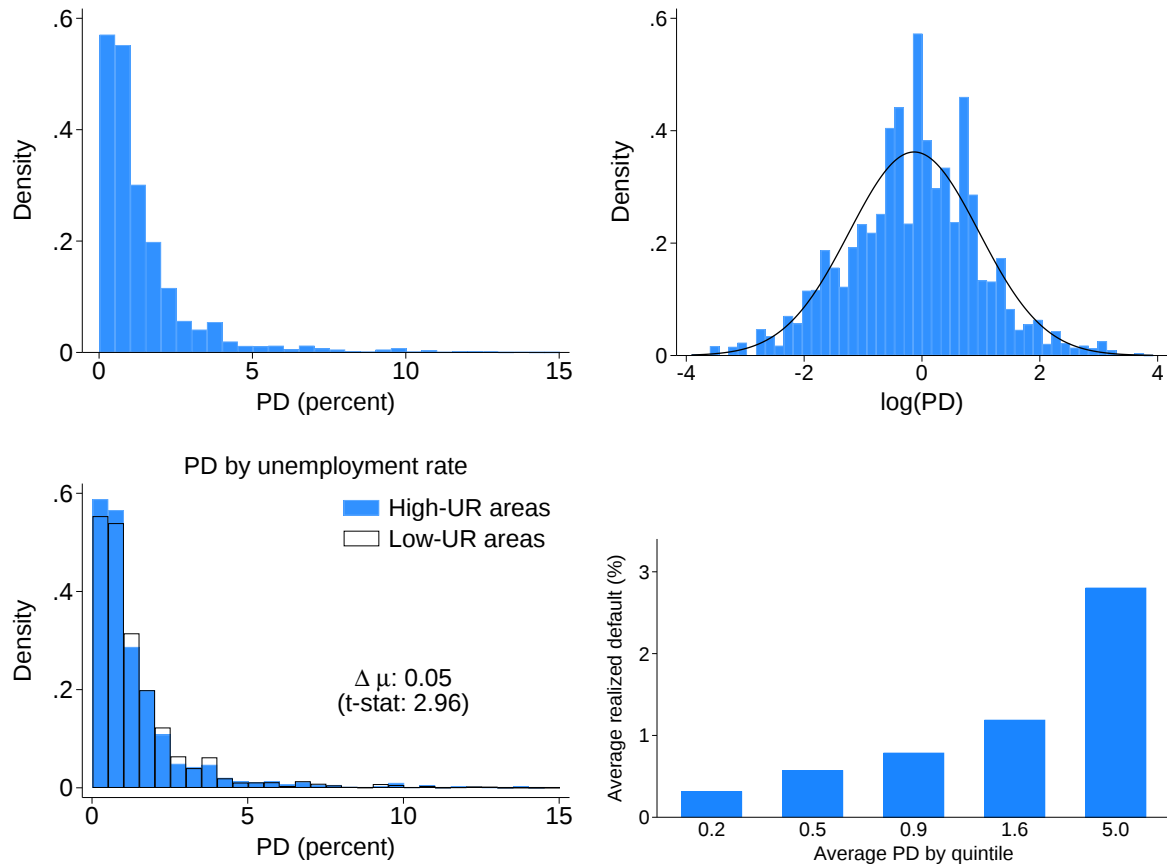 .6
.4
.2
0
Density
0 5 10 15
PD (percent)
.6
.4
.2
0
Density
-4 -2 0 2 4
log(PD)
PD by unemployment rate
High-UR areas
Low-UR areas
.6
.4
.2
0
Density
Δ μ: 0.05
(t-stat: 2.96)
0 5 10 15
PD (percent)
3
2
1
0
Average realized default (%)
0.2 0.5 0.9 1.6 5.0
Average PD by quintile